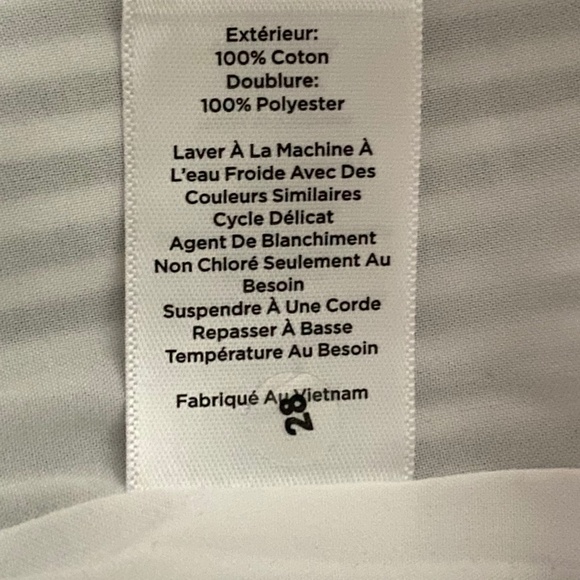 Extérieur:
100% Coton
Doublure:
100% Polyester
Laver À La Machine À
L'eau Froide Avec Des
Couleurs Similaires
Cycle Délicat
Agent De Blanchiment
Non Chloré Seulement Au
Besoin
Suspendre À Une Corde
Repasser À Basse
Température Au Besoin
Fabriqué Au Vietnam
28